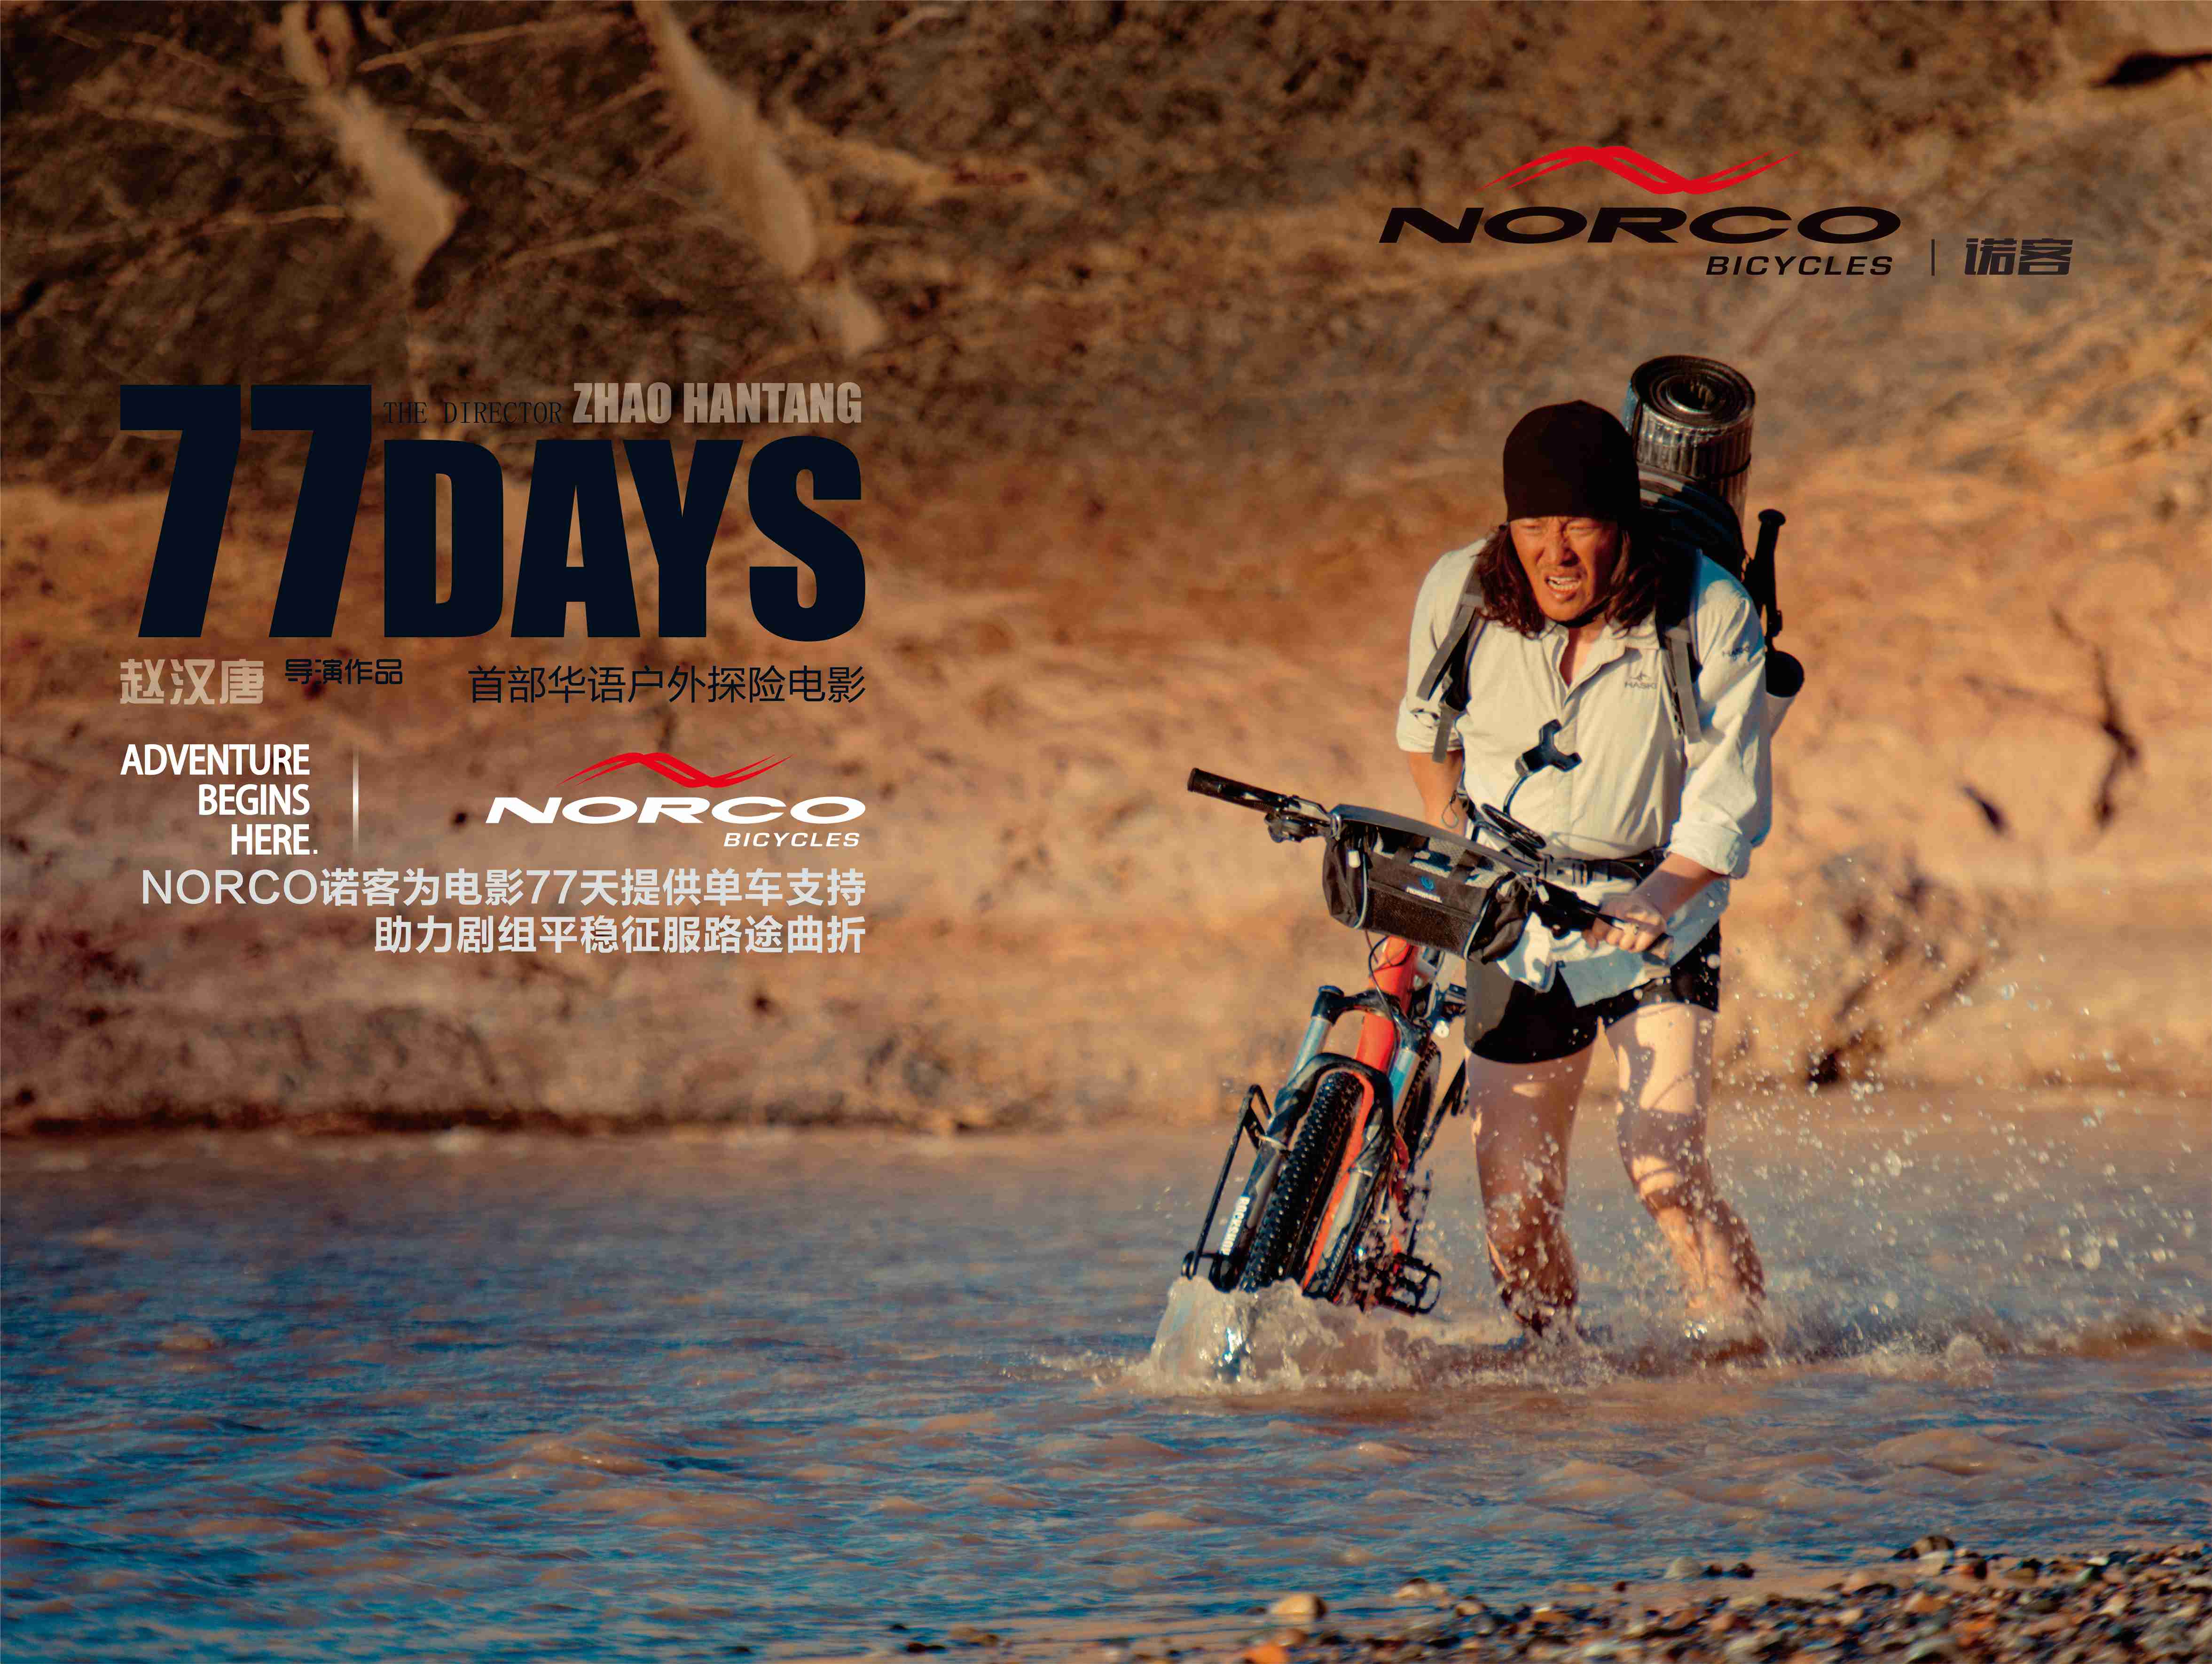 NORCO
BICYCLES | 诺客
THE DIRECTOR ZHAO HANTANG
77DAYS
赵汉唐 导演作品 首部华语户外探险电影
ADVENTURE
BEGINS
HERE.
NORCO
BICYCLES
NORCO诺客为电影77天提供单车支持
助力剧组平稳征服路途曲折
HASKI
ROCKSHOX